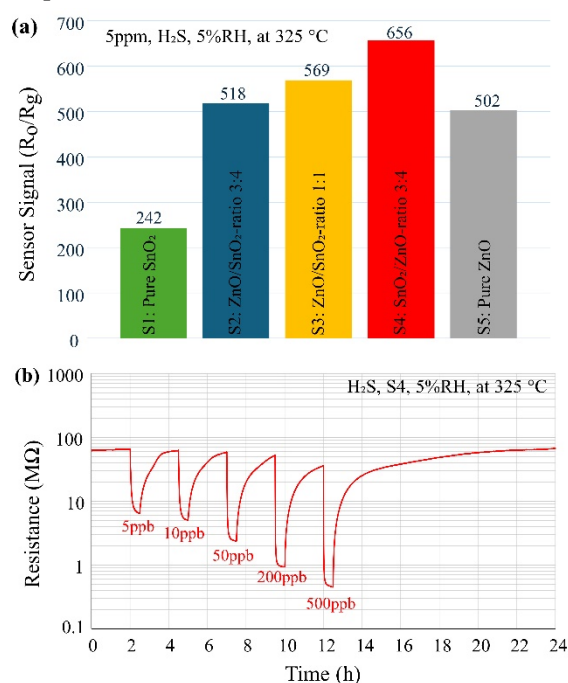 (a)
5ppm, H₂S, 5%RH, at 325 °C
Sensor Signal (R₀/Rg)
700
600
500
400
300
200
100
0
242
518
569
656
502
S1: Pure SnO₂
S2: ZnO/SnO₂-ratio 3:4
S3: ZnO/SnO₂-ratio 1:1
S4: SnO₂/ZnO-ratio 3:4
S5: Pure ZnO
(b)
H₂S, S4, 5%RH, at 325 °C
Resistance (MΩ)
1000
100
10
1
0.1
5ppb
10ppb
50ppb
200ppb
500ppb
0 2 4 6 8 10 12 14 16 18 20 22 24
Time (h)